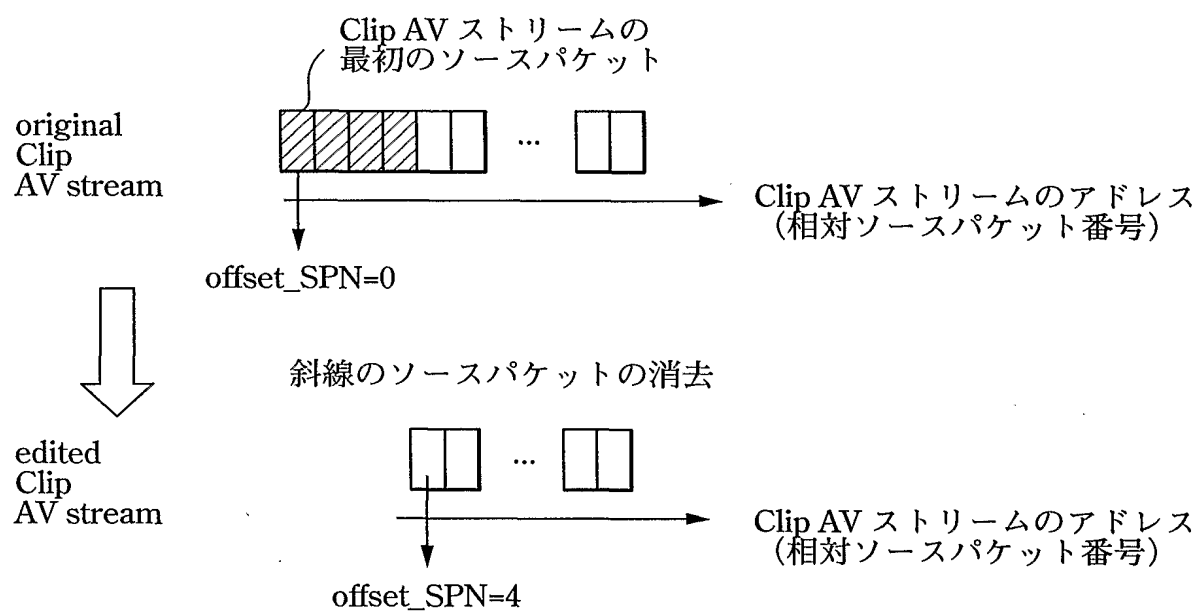 Clip AV ストリームの
最初のソースパケット
original
Clip
AV stream
...
Clip AV ストリームのアドレス
（相対ソースパケット番号）
offset_SPN=0
斜線のソースパケットの消去
edited
Clip
AV stream
...
Clip AV ストリームのアドレス
（相対ソースパケット番号）
offset_SPN=4